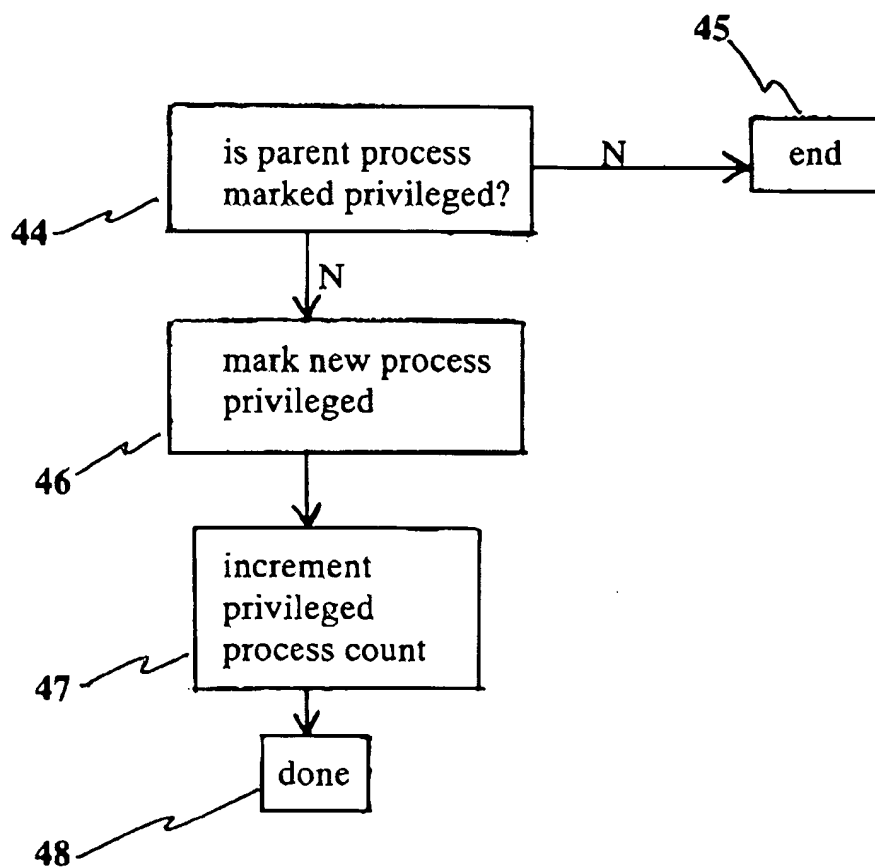 45
is parent process
marked privileged?
N
end
44
N
mark new process
privileged
46
increment
privileged
process count
47
done
48